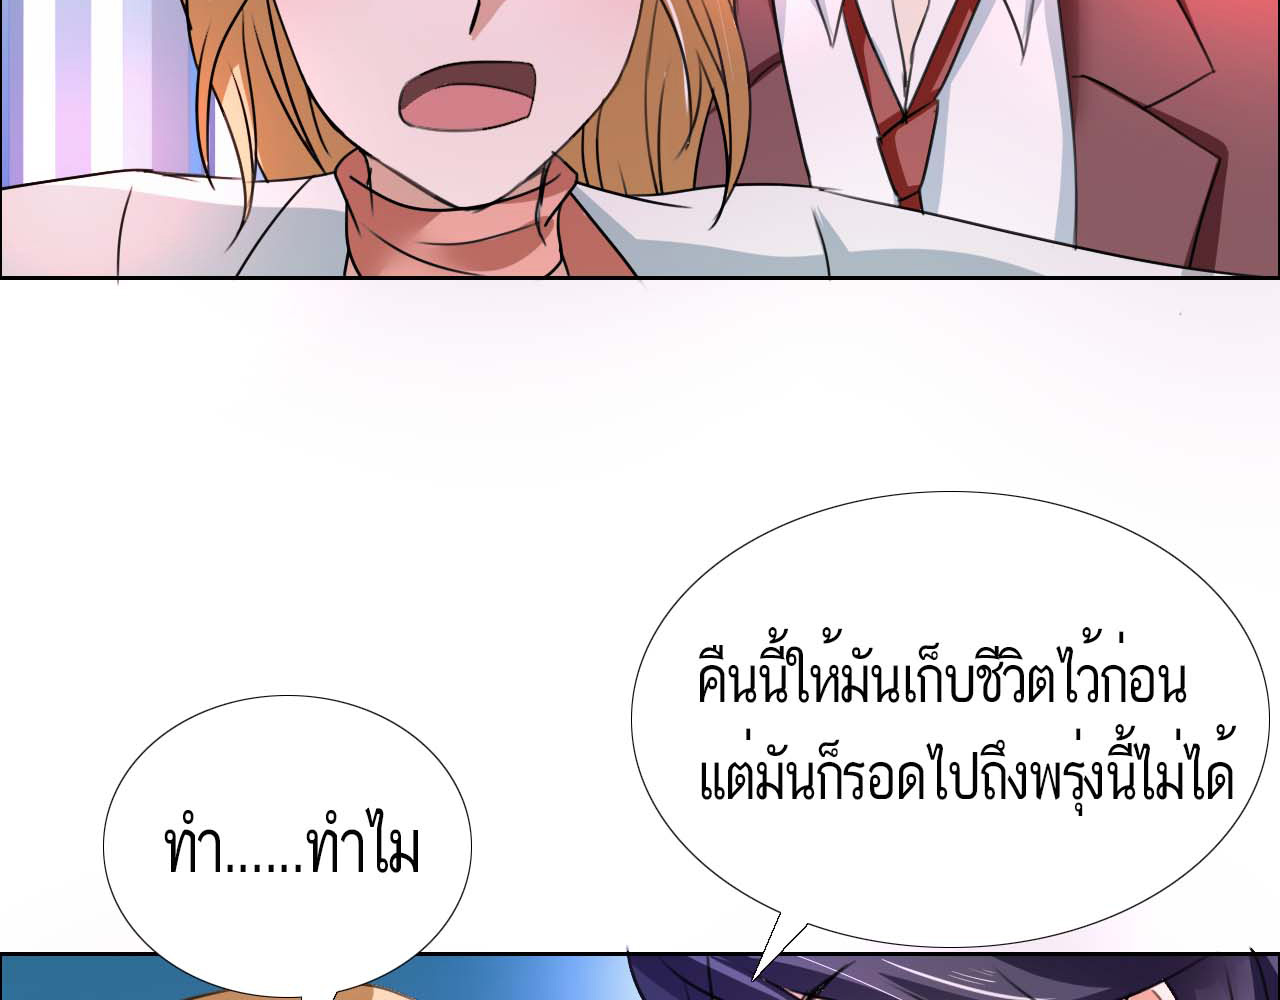 คืนนี้ให้มันเก็บชีวิตไว้ก่อน
แต่มันก็รอดไปถึงพรุ่งนี้ไม่ได้
ทำ......ทำไม